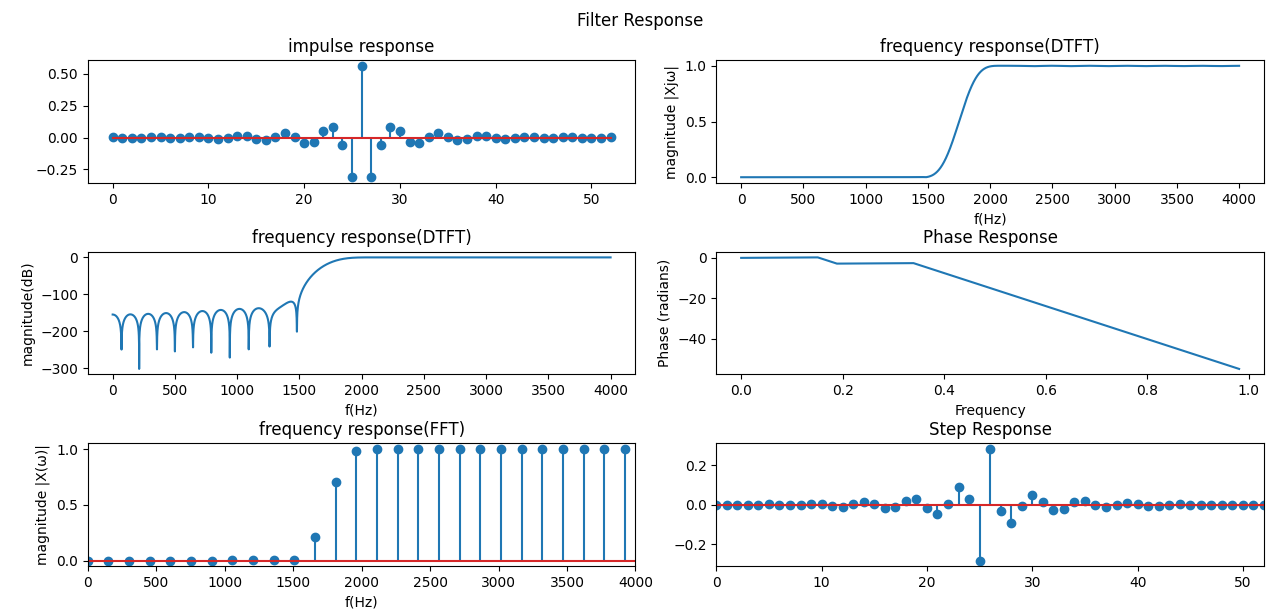 Filter Response
impulse response
0.50
0.25
0.00
−0.25
0 10 20 30 40 50
frequency response(DTFT)
magnitude |Xjω|
1.0
0.5
0.0
0 500 1000 1500 2000 2500 3000 3500 4000
f(Hz)
frequency response(DTFT)
magnitude(dB)
0
−100
−200
−300
0 500 1000 1500 2000 2500 3000 3500 4000
f(Hz)
Phase Response
Phase (radians)
0
−20
−40
0.0 0.2 0.4 0.6 0.8 1.0
Frequency
frequency response(FFT)
magnitude |X(ω)|
1.0
0.5
0.0
0 500 1000 1500 2000 2500 3000 3500 4000
f(Hz)
Step Response
0.2
0.0
−0.2
0 10 20 30 40 50